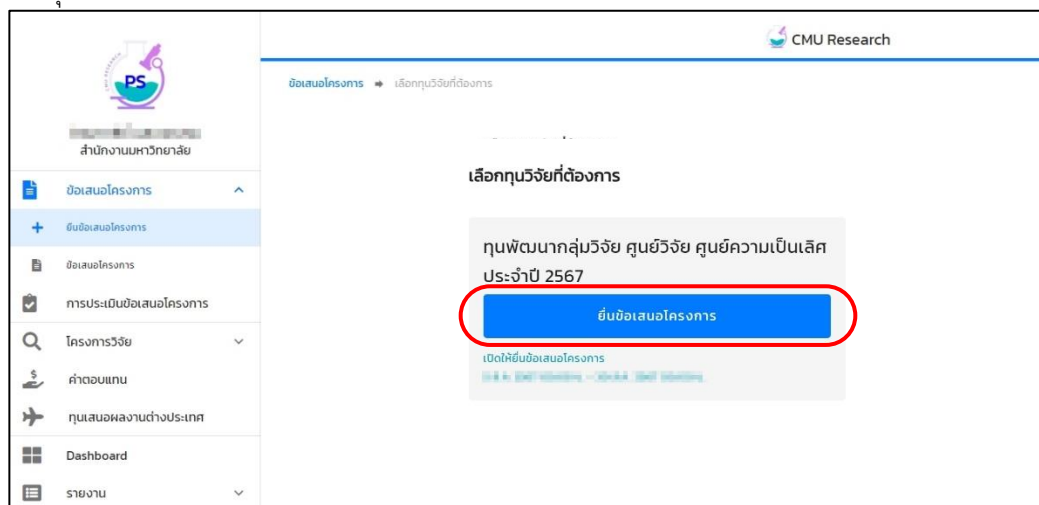 CMU Research
PS
สำนักงานมหาวิทยาลัย
ข้อเสนอโครงการ
ยื่นข้อเสนอโครงการ
ข้อเสนอโครงการ
การประเมินข้อเสนอโครงการ
โครงการวิจัย
ค่าตอบแทน
ทุนเสนอผลงานต่างประเทศ
Dashboard
รายงาน
ข้อเสนอโครงการ ➡ เลือกทุนวิจัยที่ต้องการ
เลือกทุนวิจัยที่ต้องการ
ทุนพัฒนากลุ่มวิจัย ศูนย์วิจัย ศูนย์ความเป็นเลิศ
ประจำปี 2567
ยื่นข้อเสนอโครงการ
เปิดให้ยื่นข้อเสนอโครงการ